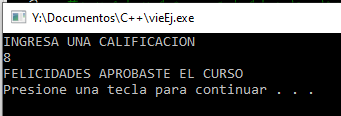 Y:\Documentos\C++\vieEj.exe
INGRESA UNA CALIFICACION
8
FELICIDADES APROBASTE EL CURSO
Presione una tecla para continuar . . .